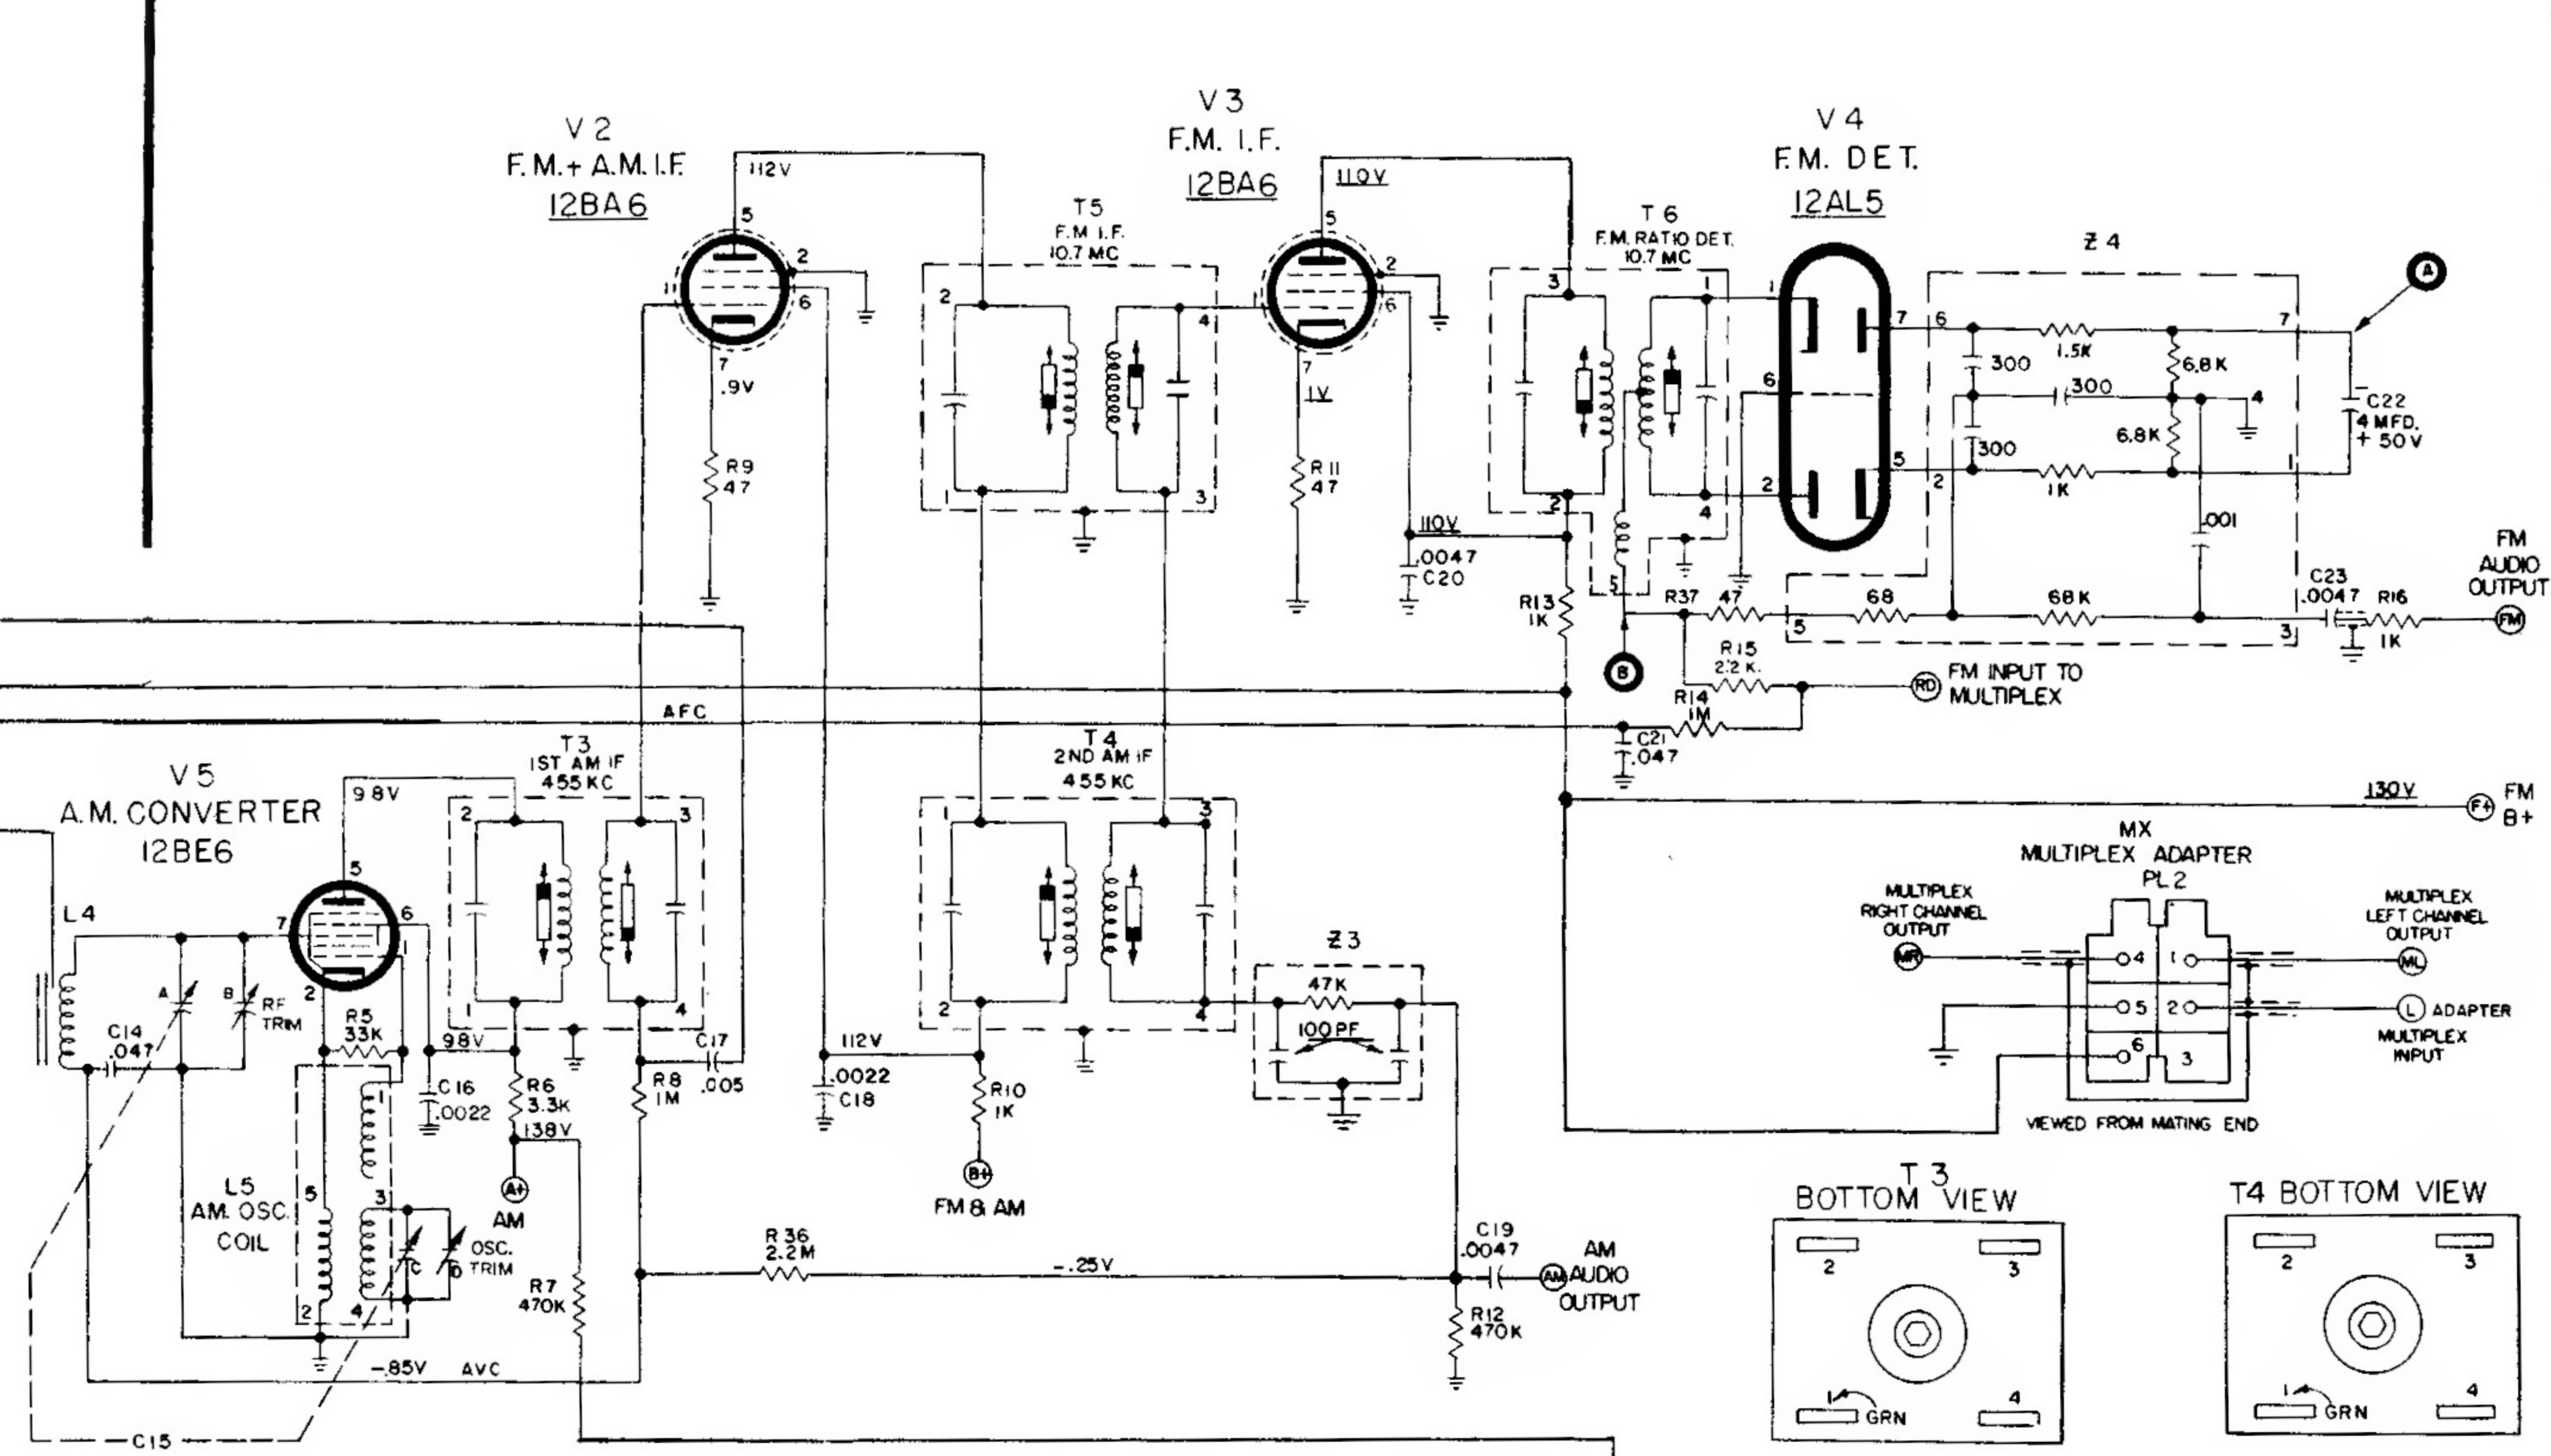 V 2
F.M.+ A.M. I.F.
12BA6
112V
5
2
6
1
7
.9V
R9
47
T5
F.M I.F.
10.7 MC
2
4
1
3
V 3
F.M. I.F.
12BA6
110V
5
2
6
1
7
1V
R11
47
110V
.0047
C20
T 6
F.M. RATIO DET.
10.7 MC
3
1
2
4
5
R13
1K
V 4
F.M. DET.
12AL5
1
7
6
2
5
Z 4
6
7
300
1.5K
6.8K
300
4
300
6.8K
2
1K
1
.001
5
68
68K
3
A
C22
4 MFD.
+ 50V
C23
.0047
R16
1K
FM
AUDIO
OUTPUT
FM
R37
47
B
R15
2.2 K.
R14
1M
RD
FM INPUT TO
MULTIPLEX
C21
.047
AFC
130V
F+
FM
B+
V 5
A.M. CONVERTER
12BE6
98V
5
7
6
1
2
L4
A
B
RF
TRIM
C14
.047
R5
33K
98V
C16
.0022
T 3
1ST AM IF
455 KC
2
3
1
4
R6
3.3K
138V
A+
AM
R8
1M
C17
.005
112V
.0022
C18
T 4
2ND AM IF
455 KC
1
3
2
4
R10
1K
B+
FM & AM
Z3
47K
100 PF
L5
AM. OSC.
COIL
1
5
3
2
4
C
D
OSC.
TRIM
R7
470K
R 36
2.2M
-.25V
C19
.0047
AM
AM
AUDIO
OUTPUT
R12
470K
-.85V
AVC
C15
MX
MULTIPLEX ADAPTER
PL 2
MULTIPLEX
RIGHT CHANNEL
OUTPUT
MR
4
1
5
2
6
3
MULTIPLEX
LEFT CHANNEL
OUTPUT
ML
L
ADAPTER
MULTIPLEX
INPUT
VIEWED FROM MATING END
T 3
BOTTOM VIEW
2
3
1
4
GRN
T4 BOTTOM VIEW
2
3
1
4
GRN